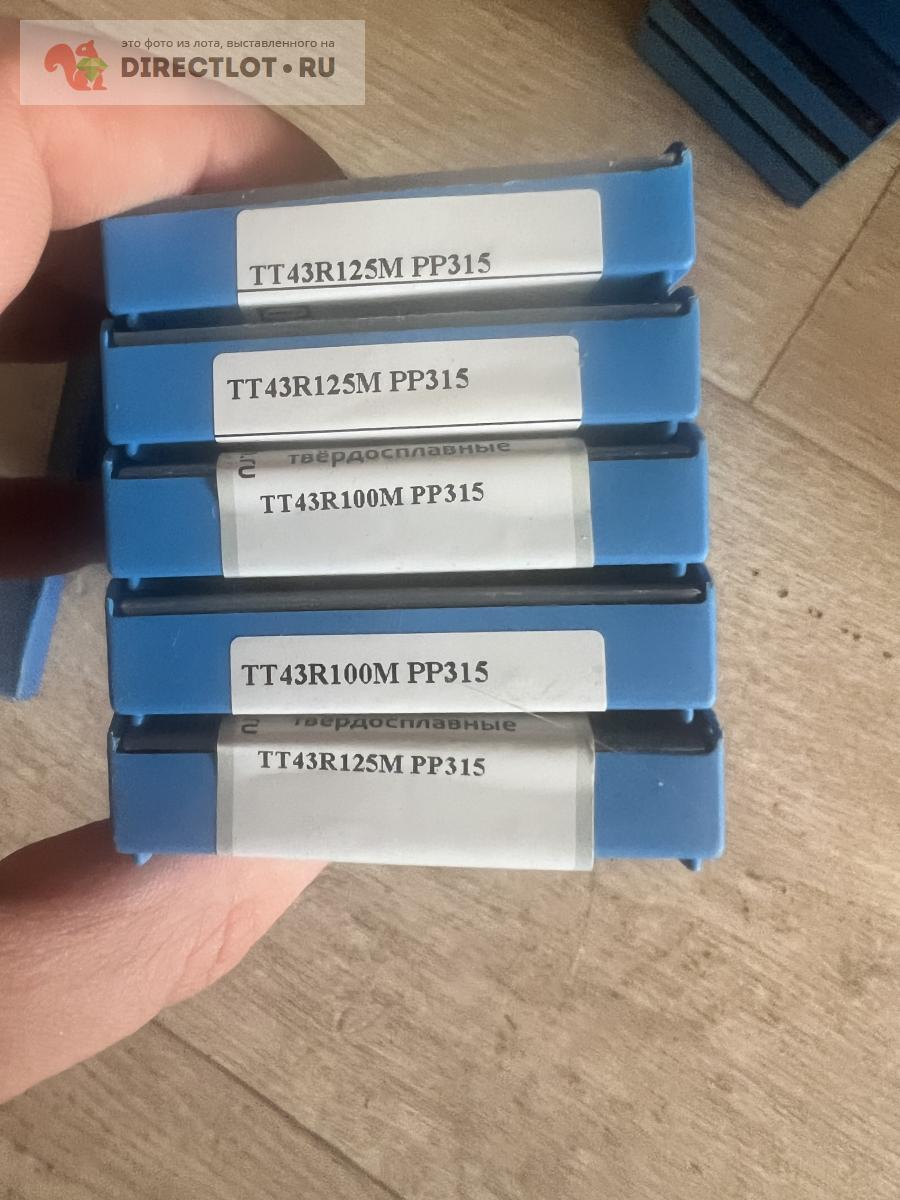 это фото из лота, выставленного на
DIRECTLOT.RU
TT43R125M PP315
TT43R125M PP315
твёрдосплавные
TT43R100M PP315
TT43R100M PP315
твёрдосплавные
TT43R125M PP315